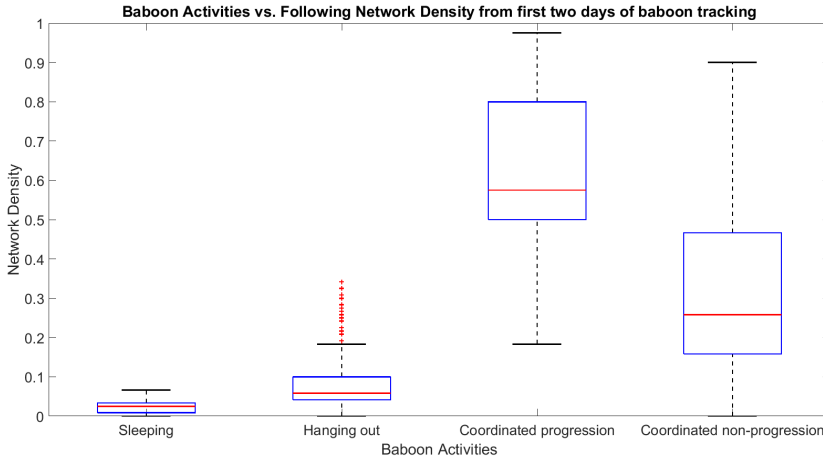 Baboon Activities vs. Following Network Density from first two days of baboon tracking
1
0.9
0.8
0.7
0.6
0.5
0.4
0.3
0.2
0.1
0
Network Density
Sleeping Hanging out Coordinated progression Coordinated non-progression
Baboon Activities